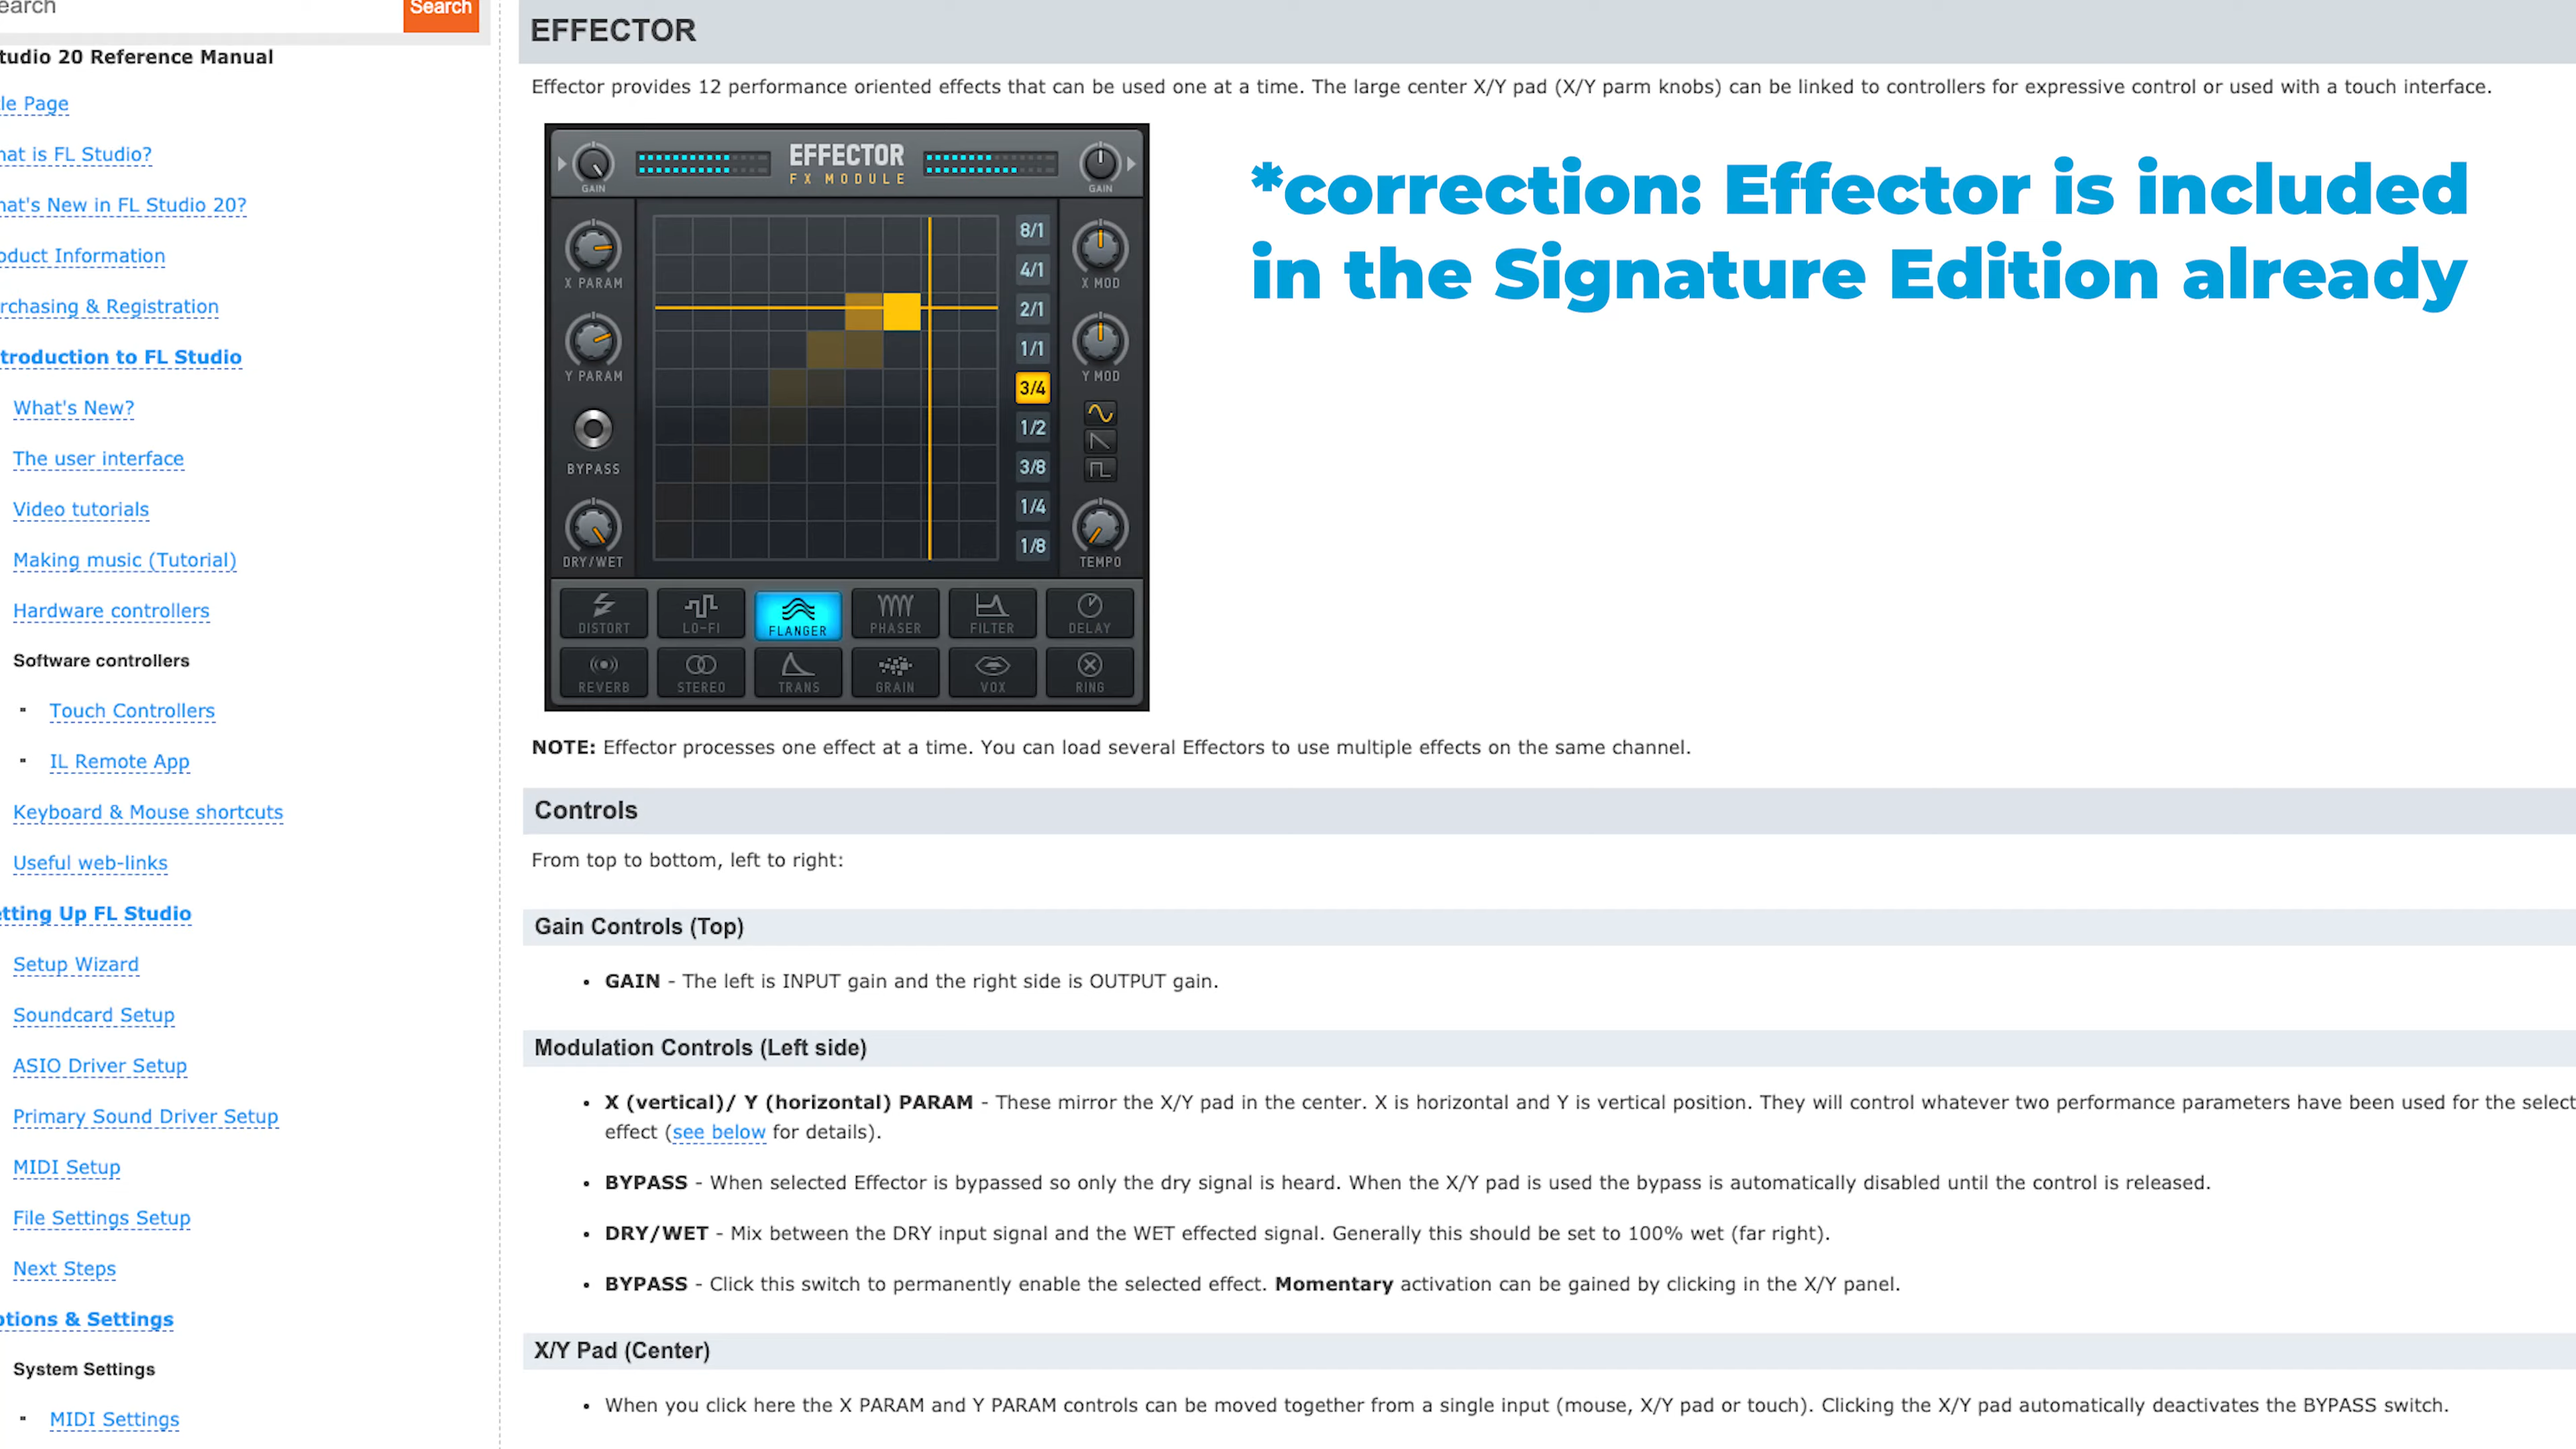 earch
Search
tudio 20 Reference Manual
le Page
hat is FL Studio?
hat's New in FL Studio 20?
oduct Information
rchasing & Registration
troduction to FL Studio
What's New?
The user interface
Video tutorials
Making music (Tutorial)
Hardware controllers
Software controllers
Touch Controllers
IL Remote App
Keyboard & Mouse shortcuts
Useful web-links
tting Up FL Studio
Setup Wizard
Soundcard Setup
ASIO Driver Setup
Primary Sound Driver Setup
MIDI Setup
File Settings Setup
Next Steps
tions & Settings
System Settings
MIDI Settings
EFFECTOR
Effector provides 12 performance oriented effects that can be used one at a time. The large center X/Y pad (X/Y parm knobs) can be linked to controllers for expressive control or used with a touch interface.
EFFECTOR
FX MODULE
GAIN
GAIN
X PARAM
Y PARAM
BYPASS
DRY/WET
8/1
4/1
2/1
1/1
3/4
1/2
3/8
1/4
1/8
X MOD
Y MOD
TEMPO
DISTORT LO-FI FLANGER PHASER FILTER DELAY
REVERB STEREO TRANS GRAIN VOX RING
*correction: Effector is included
in the Signature Edition already
NOTE: Effector processes one effect at a time. You can load several Effectors to use multiple effects on the same channel.
Controls
From top to bottom, left to right:
Gain Controls (Top)
• GAIN - The left is INPUT gain and the right side is OUTPUT gain.
Modulation Controls (Left side)
• X (vertical)/ Y (horizontal) PARAM - These mirror the X/Y pad in the center. X is horizontal and Y is vertical position. They will control whatever two performance parameters have been used for the select
effect (see below for details).
• BYPASS - When selected Effector is bypassed so only the dry signal is heard. When the X/Y pad is used the bypass is automatically disabled until the control is released.
• DRY/WET - Mix between the DRY input signal and the WET effected signal. Generally this should be set to 100% wet (far right).
• BYPASS - Click this switch to permanently enable the selected effect. Momentary activation can be gained by clicking in the X/Y panel.
X/Y Pad (Center)
• When you click here the X PARAM and Y PARAM controls can be moved together from a single input (mouse, X/Y pad or touch). Clicking the X/Y pad automatically deactivates the BYPASS switch.